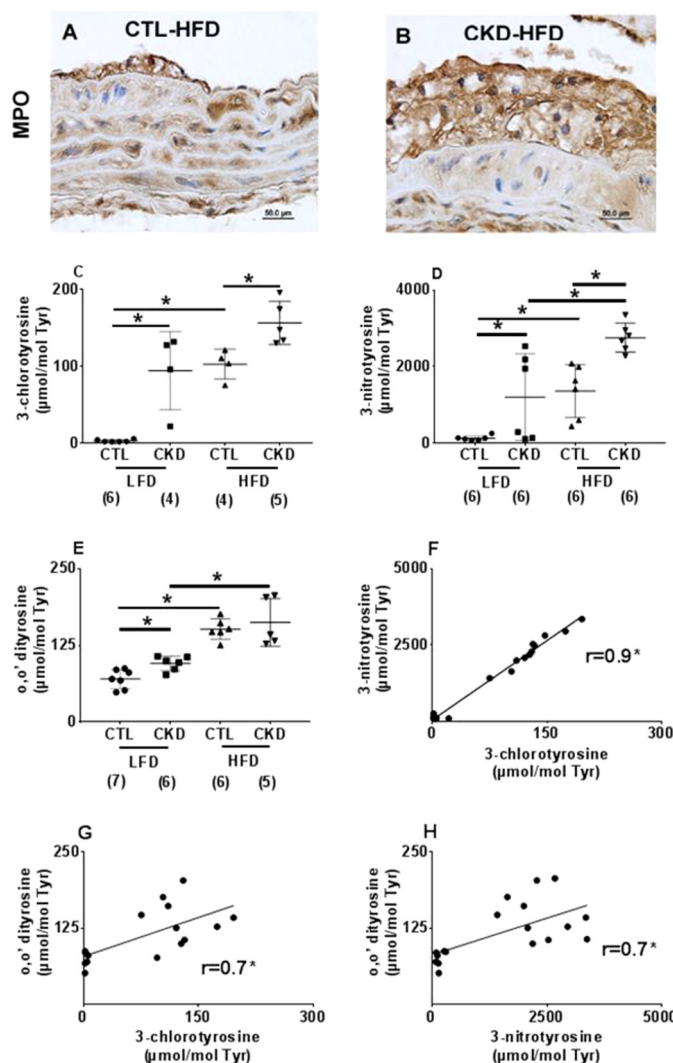 A CTL-HFD
B CKD-HFD
MPO
50.0 µm
50.0 µm
C
3-chlorotyrosine
(µmol/mol Tyr)
200
100
0
*
*
*
CTL CKD CTL CKD
LFD HFD
(6) (4) (4) (5)
D
3-nitrotyrosine
(µmol/mol Tyr)
4000
2000
0
*
*
*
*
CTL CKD CTL CKD
LFD HFD
(6) (6) (6) (6)
E
o,o' dityrosine
(µmol/mol Tyr)
250
125
0
*
*
*
CTL CKD CTL CKD
LFD HFD
(7) (6) (6) (5)
F
3-nitrotyrosine
(µmol/mol Tyr)
5000
2500
0
r=0.9*
0 150 300
3-chlorotyrosine
(µmol/mol Tyr)
G
o,o' dityrosine
(µmol/mol Tyr)
250
125
0
r=0.7*
0 150 300
3-chlorotyrosine
(µmol/mol Tyr)
H
o,o' dityrosine
(µmol/mol Tyr)
250
125
0
r=0.7*
0 2500 5000
3-nitrotyrosine
(µmol/mol Tyr)